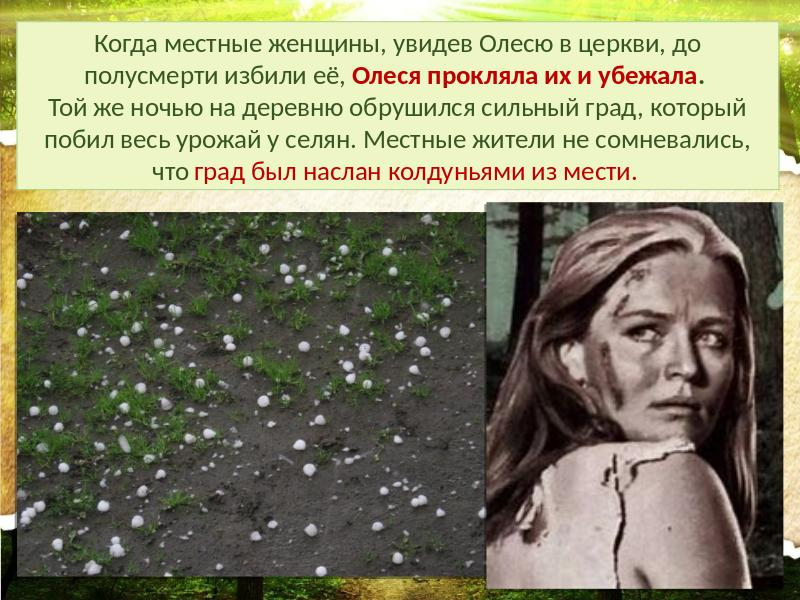 Когда местные женщины, увидев Олесю в церкви, до
полусмерти избили её, Олеся прокляла их и убежала.
Той же ночью на деревню обрушился сильный град, который
побил весь урожай у селян. Местные жители не сомневались,
что град был наслан колдуньями из мести.